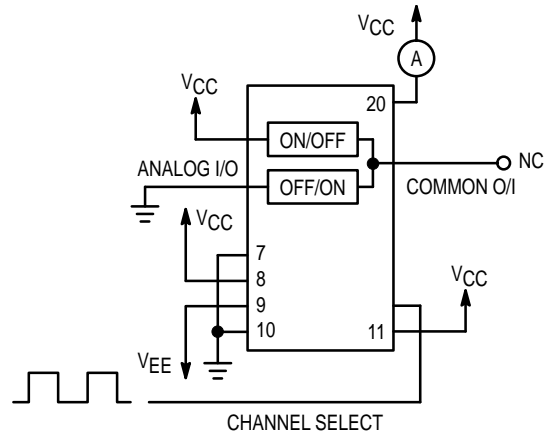 VCC
A
VCC
20
ON/OFF
NC
ANALOG I/O
OFF/ON
COMMON O/I
VCC
7
8
VCC
9
11
10
VEE
CHANNEL SELECT